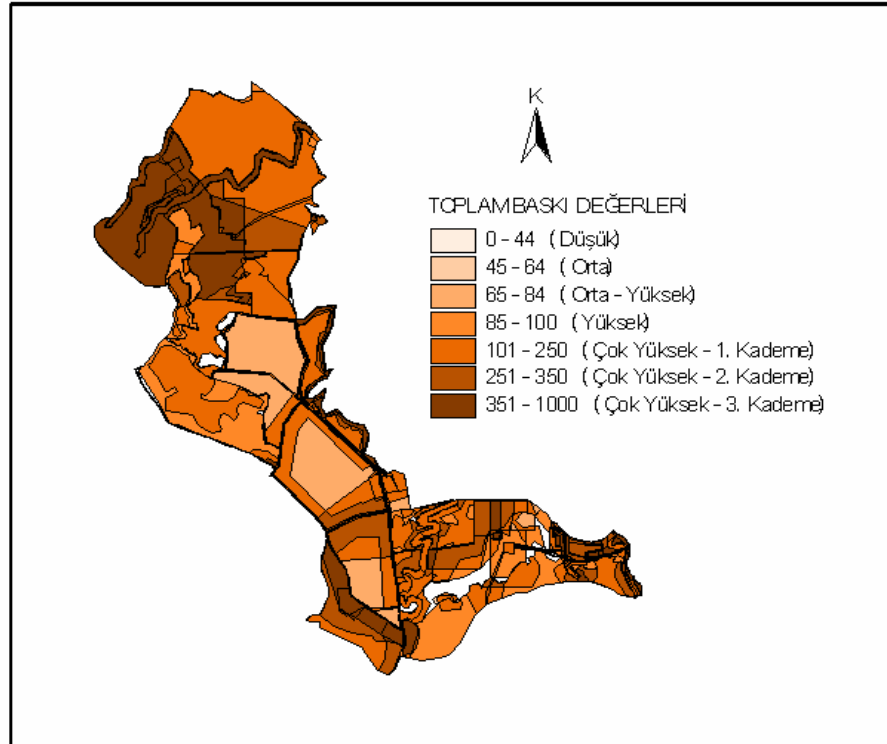 K
TOPLAM BASKI DEĞERLERİ
0 - 44 ( Düşük)
45 - 64 ( Orta)
65 - 84 ( Orta - Yüksek)
85 - 100 ( Yüksek)
101 - 250 ( Çok Yüksek - 1. Kademe)
251 - 350 ( Çok Yüksek - 2. Kademe)
351 - 1000 ( Çok Yüksek - 3. Kademe)